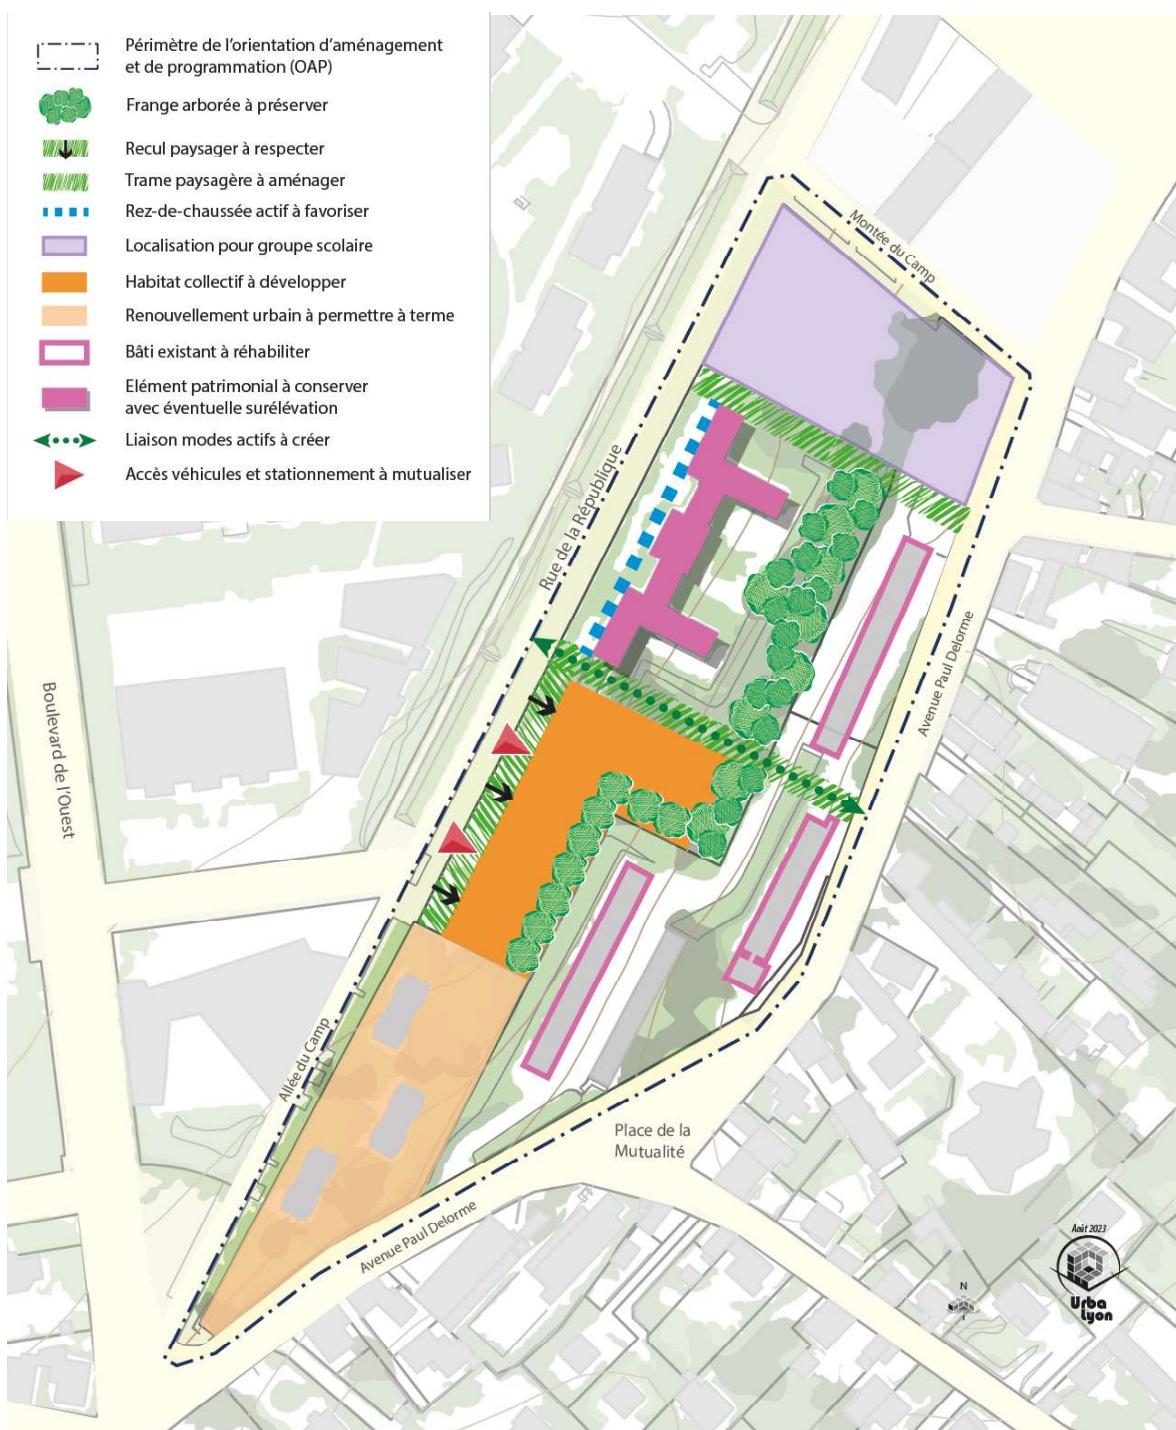 Périmètre de l'orientation d'aménagement
et de programmation (OAP)
Frange arborée à préserver
Recul paysager à respecter
Trame paysagère à aménager
Rez-de-chaussée actif à favoriser
Localisation pour groupe scolaire
Habitat collectif à développer
Renouvellement urbain à permettre à terme
Bâti existant à réhabiliter
Elément patrimonial à conserver
avec éventuelle surélévation
Liaison modes actifs à créer
Accès véhicules et stationnement à mutualiser
Montée du Camp
Rue de la République
Avenue Paul Delorme
Boulevard de l'Ouest
Allée du Camp
Place de la
Mutualité
Avenue Paul Delorme
Août 2023
N
Urba
Lyon